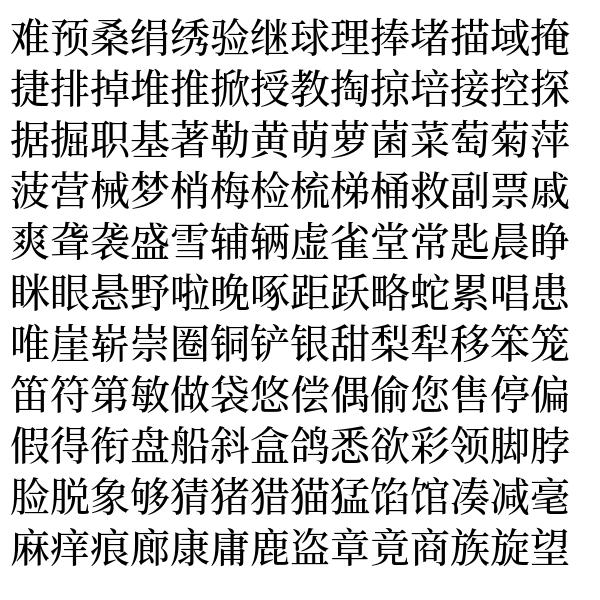 难预桑绢绣验继球理捧堵描域掩
捷排掉堆推掀授教掏掠培接控探
据掘职基著勒黄萌萝菌菜萄菊萍
菠营械梦梢梅检梳梯桶救副票戚
爽聋袭盛雪辅辆虚雀堂常匙晨睁
眯眼悬野啦晚啄距跃略蛇累唱患
唯崖崭崇圈铜铲银甜梨犁移笨笼
笛符第敏做袋悠偿偶偷您售停偏
假得衔盘船斜盒鸽悉欲彩领脚脖
脸脱象够猜猪猎猫猛馅馆凑减毫
麻痒痕廊康庸鹿盗章竟商族旋望